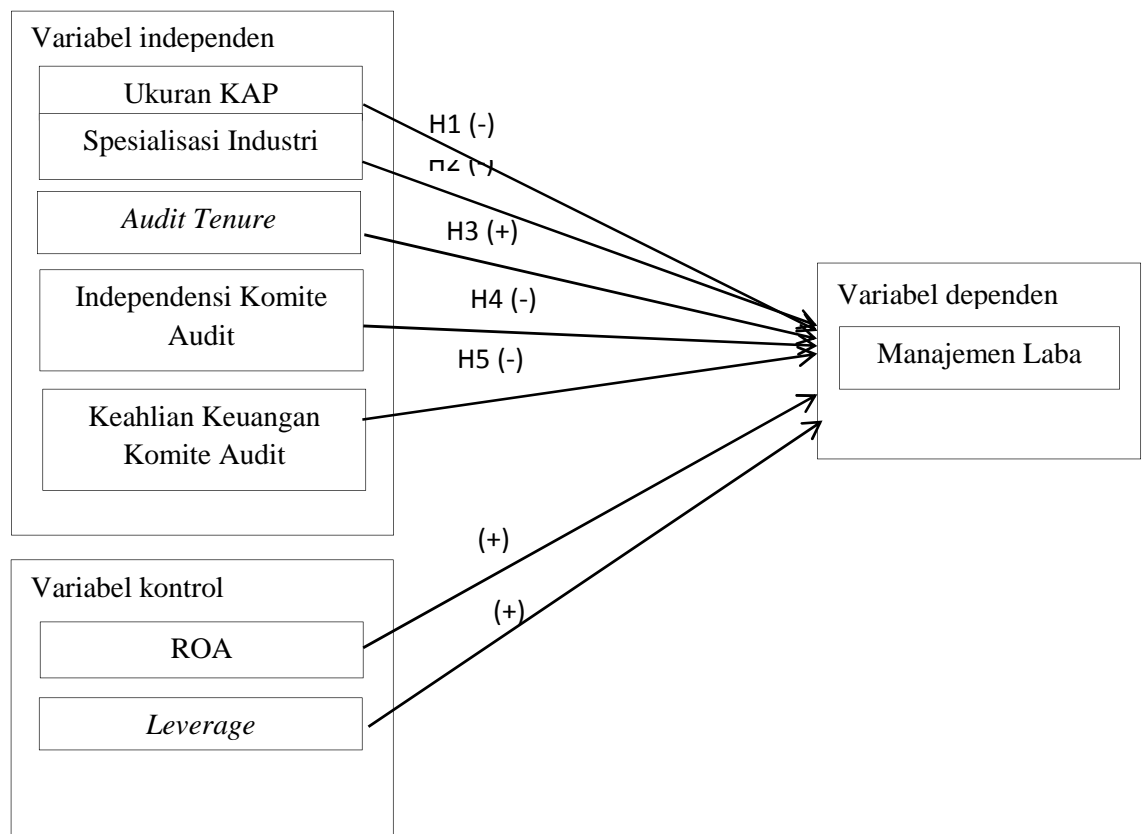 Variabel independen
Ukuran KAP
Spesialisasi Industri
Audit Tenure
Independensi Komite
Audit
Keahlian Keuangan
Komite Audit
H1 (-)
H2 (-)
H3 (+)
H4 (-)
H5 (-)
Variabel dependen
Manajemen Laba
Variabel kontrol
ROA
Leverage
(+)
(+)